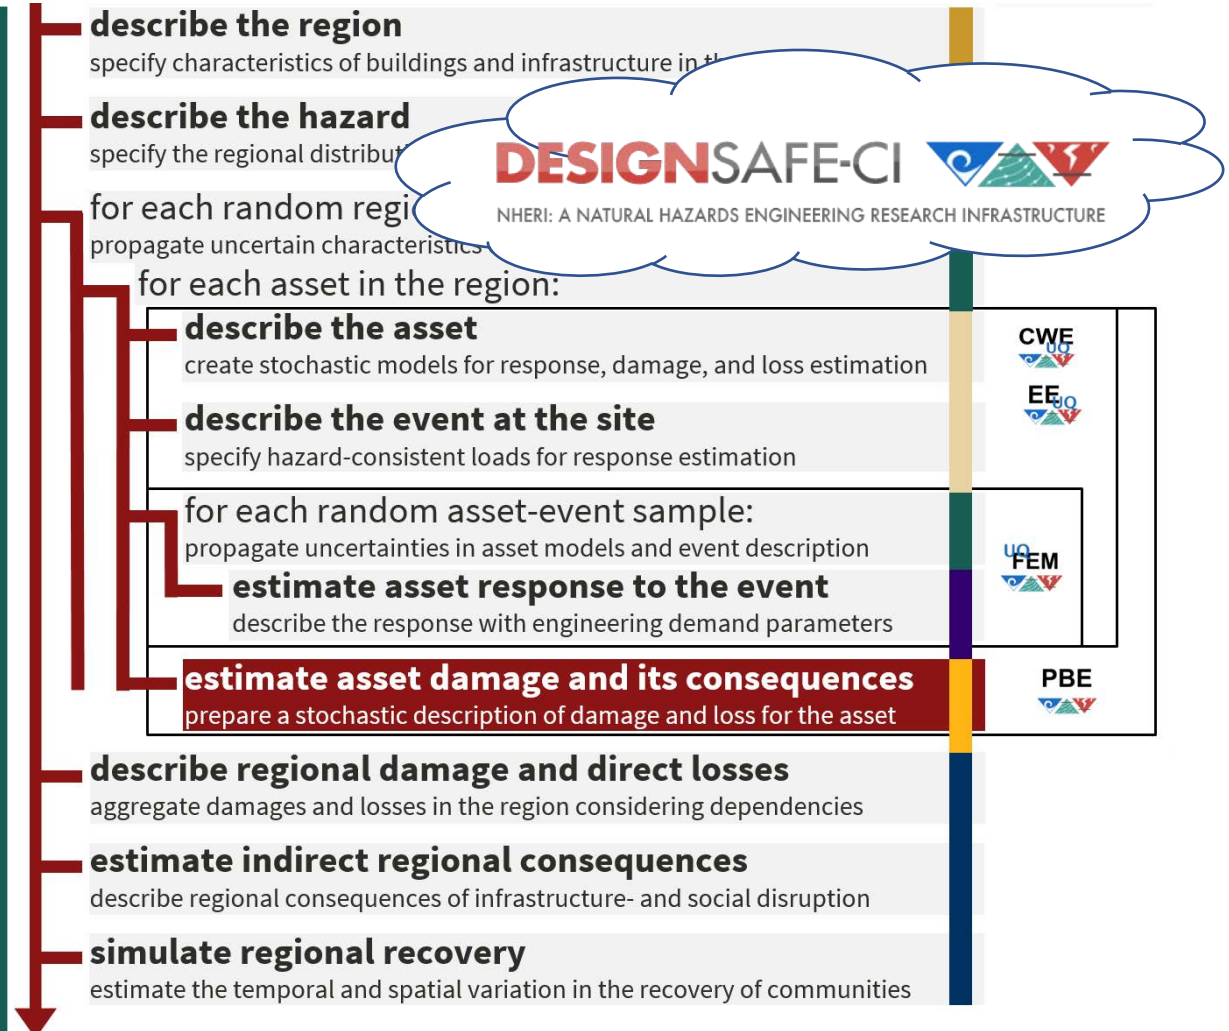 describe the region
specify characteristics of buildings and infrastructure in
describe the hazard
specify the regional
DESIGNSAFE-CI
NHERI: A NATURAL HAZARDS ENGINEERING RESEARCH INFRASTRUCTURE
for each random
propagate uncertain characteristics
for each asset in the region:
describe the asset
create stochastic models for response, damage, and loss estimation
CWE
UQ
EE
UQ
describe the event at the site
specify hazard-consistent loads for response estimation
for each random asset-event sample:
propagate uncertainties in asset models and event description
UQ
FEM
estimate asset response to the event
describe the response with engineering demand parameters
estimate asset damage and its consequences
prepare a stochastic description of damage and loss for the asset
PBE
describe regional damage and direct losses
aggregate damages and losses in the region considering dependencies
estimate indirect regional consequences
describe regional consequences of infrastructure- and social disruption
simulate regional recovery
estimate the temporal and spatial variation in the recovery of communities